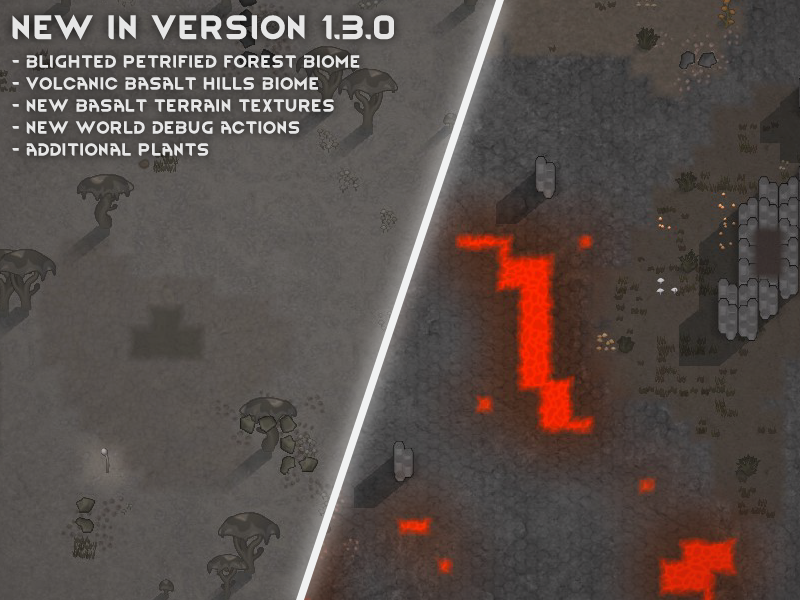 NEW IN VERSION 1.3.0
- BLIGHTED PETRIFIED FOREST BIOME
- VOLCANIC BASALT HILLS BIOME
- NEW BASALT TERRAIN TEXTURES
- NEW WORLD DEBUG ACTIONS
- ADDITIONAL PLANTS